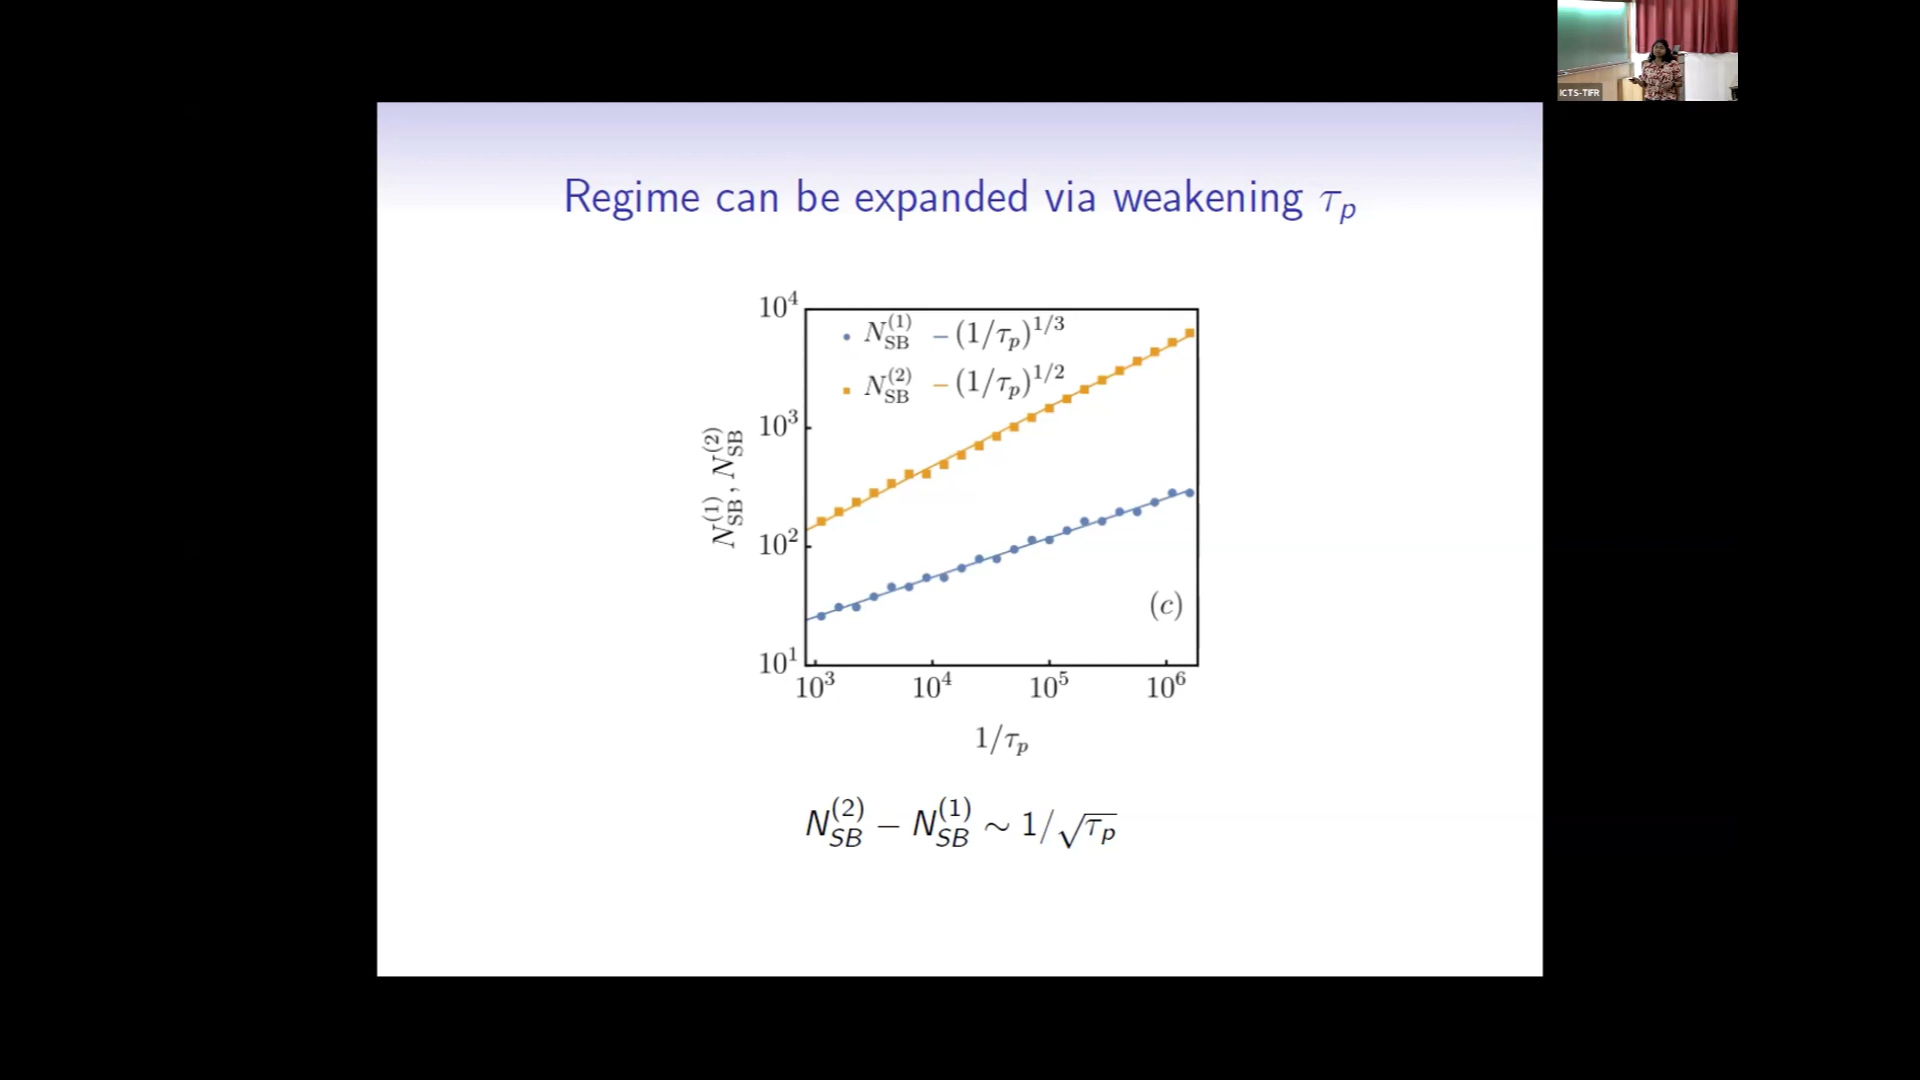 ICTS-TIFR
Regime can be expanded via weakening τ_p
10^4
10^3
10^2
10^1
N_SB^(1), N_SB^(2)
N_SB^(1) – (1/τ_p)^1/3
N_SB^(2) – (1/τ_p)^1/2
(c)
10^3 10^4 10^5 10^6
1/τ_p
N_SB^(2) − N_SB^(1) ∼ 1/√τ_p